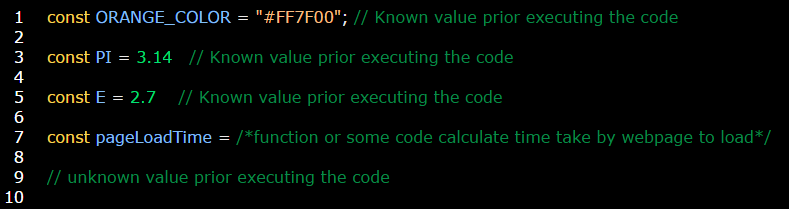 1 const ORANGE_COLOR = "#FF7F00"; // Known value prior executing the code
2
3 const PI = 3.14 // Known value prior executing the code
4
5 const E = 2.7 // Known value prior executing the code
6
7 const pageLoadTime = /*function or some code calculate time take by webpage to load*/
8
9 // unknown value prior executing the code
10